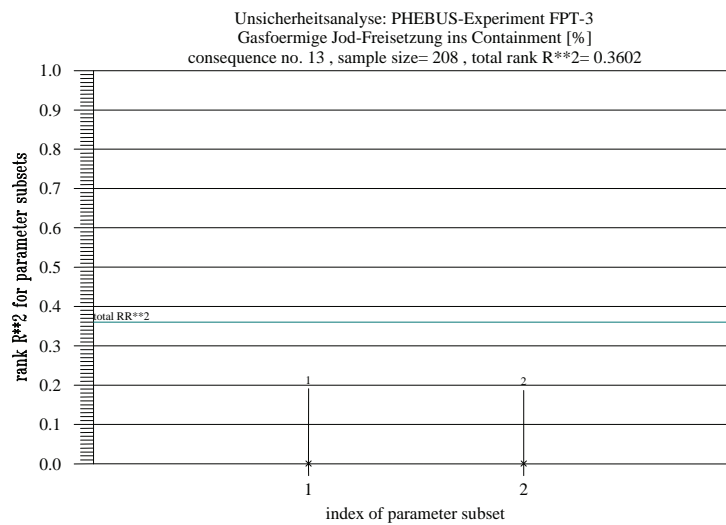 Unsicherheitsanalyse: PHEBUS-Experiment FPT-3
Gasfoermige Jod-Freisetzung ins Containment [%]
consequence no. 13 , sample size= 208 , total rank R**2= 0.3602
rank R**2 for parameter subsets
1.0
0.9
0.8
0.7
0.6
0.5
0.4
total RR**2
0.3
0.2
1
2
0.1
0.0
1
2
index of parameter subset